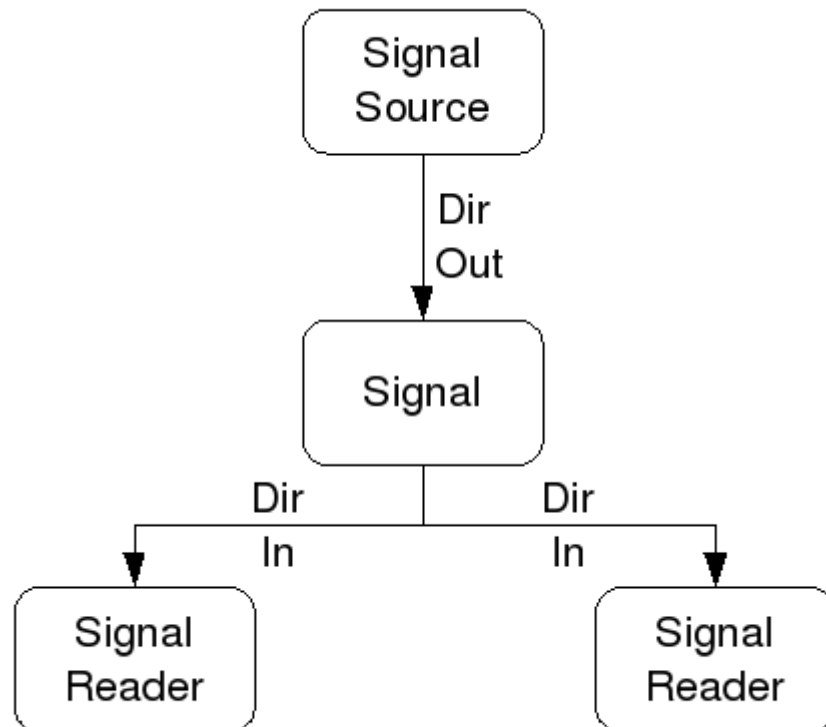 Signal
Source
Dir
Out
Signal
Dir
In
Dir
In
Signal
Reader
Signal
Reader